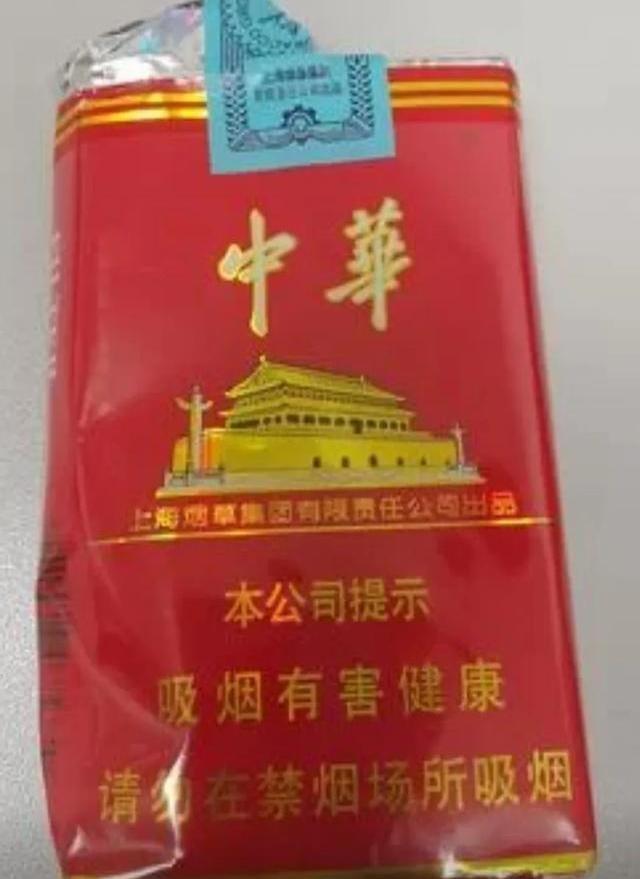 中華
上海烟草集团有限责任公司出品
本公司提示
吸烟有害健康
请勿在禁烟场所吸烟